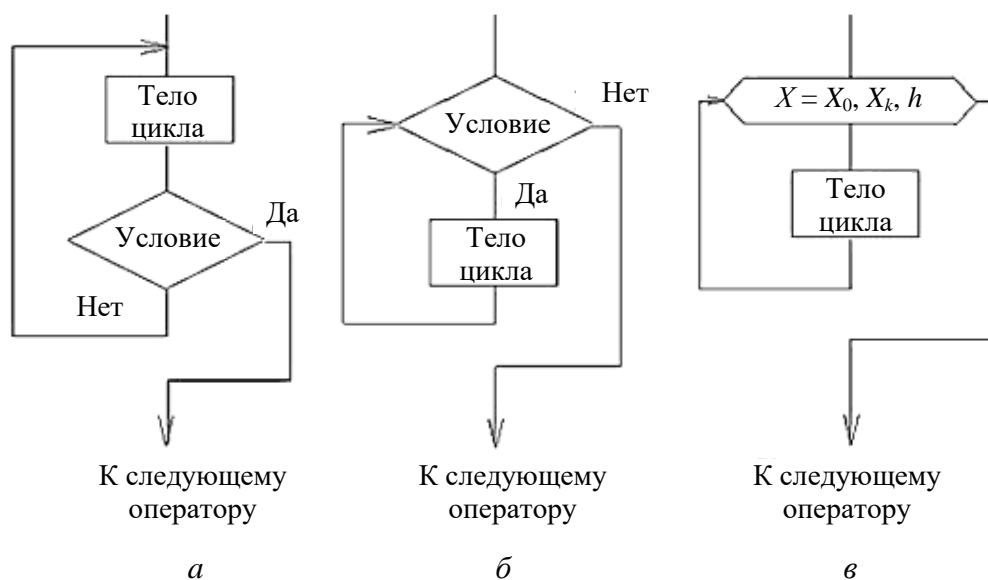 Тело
цикла
Условие
Да
Нет
К следующему
оператору
а
Условие
Нет
Да
Тело
цикла
К следующему
оператору
б
X = X₀, Xₖ, h
Тело
цикла
К следующему
оператору
в